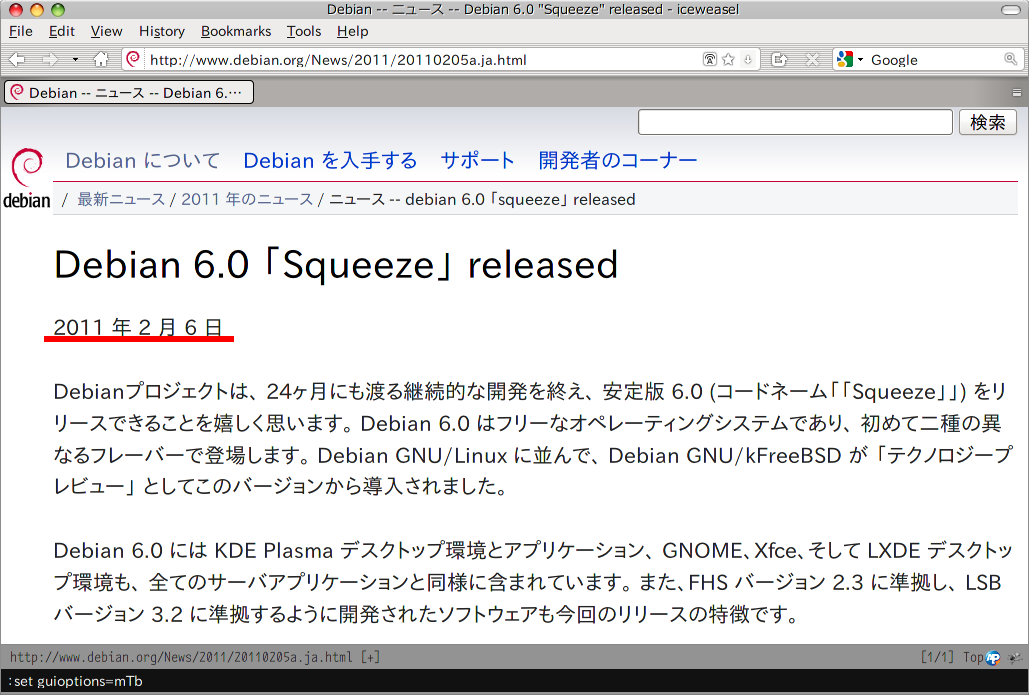 Debian -- ニュース -- Debian 6.0 "Squeeze" released - iceweasel
File Edit View History Bookmarks Tools Help
http://www.debian.org/News/2011/20110205a.ja.html Google
Debian -- ニュース -- Debian 6.…
検索
Debian について Debian を入手する サポート 開発者のコーナー
debian / 最新ニュース / 2011 年のニュース / ニュース -- debian 6.0「squeeze」released
Debian 6.0「Squeeze」released
2011 年 2 月 6 日
Debianプロジェクトは、24ヶ月にも渡る継続的な開発を終え、安定版 6.0 (コードネーム「「Squeeze」」) をリ
リースできることを嬉しく思います。Debian 6.0 はフリーなオペレーティングシステムであり、初めて二種の異
なるフレーバーで登場します。Debian GNU/Linux に並んで、Debian GNU/kFreeBSD が「テクノロジープ
レビュー」としてこのバージョンから導入されました。
Debian 6.0 には KDE Plasma デスクトップ環境とアプリケーション、GNOME、Xfce、そして LXDE デスクトッ
プ環境も、全てのサーバアプリケーションと同様に含まれています。また、FHS バージョン 2.3 に準拠し、LSB
バージョン 3.2 に準拠するように開発されたソフトウェアも今回のリリースの特徴です。
http://www.debian.org/News/2011/20110205a.ja.html [+] [1/1] Top
:set guioptions=mTb